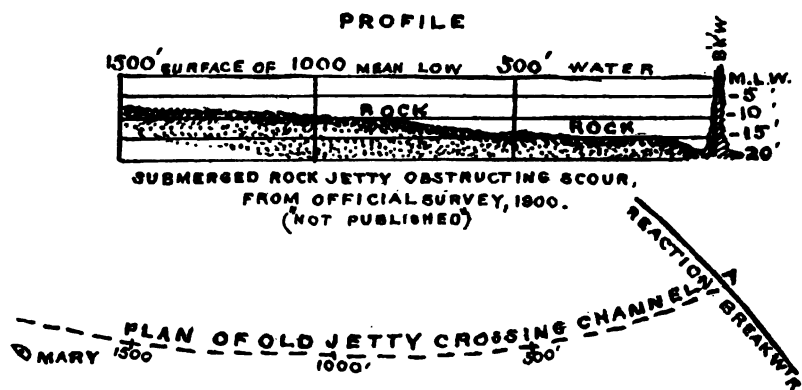 PROFILE
1500' SURFACE OF 1000 MEAN LOW 500' WATER
B'K'W
M.L.W.
-5'
-10'
-15'
-20'
ROCK
ROCK
SUBMERGED ROCK JETTY OBSTRUCTING SCOUR,
FROM OFFICIAL SURVEY, 1900.
("NOT PUBLISHED")
REACTION BREAKWTR
A
PLAN OF OLD JETTY CROSSING CHANNEL
MARY
1500
1000'
500'